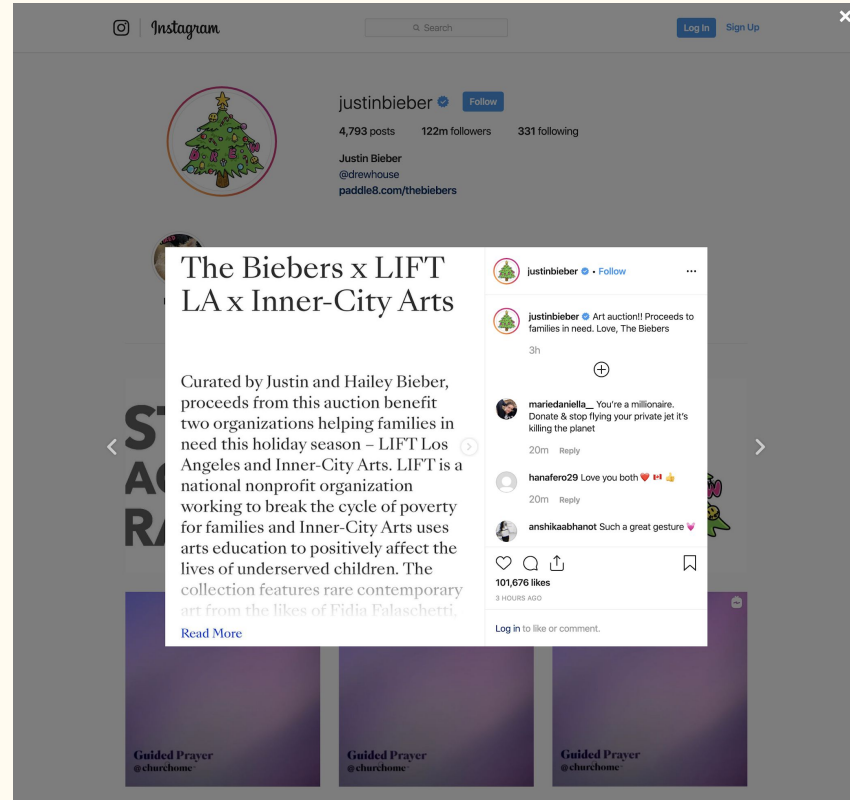 Instagram
Search
Log In
Sign Up
justinbieber
Follow
4,793 posts
122m followers
331 following
Justin Bieber
@drewhouse
paddle8.com/thebiebers
The Biebers x LIFT
LA x Inner-City Arts
Curated by Justin and Hailey Bieber,
proceeds from this auction benefit
two organizations helping families in
need this holiday season – LIFT Los
Angeles and Inner-City Arts. LIFT is a
national nonprofit organization
working to break the cycle of poverty
for families and Inner-City Arts uses
arts education to positively affect the
lives of underserved children. The
collection features rare contemporary
art from the likes of Fidia Falaschetti,
Read More
justinbieber • Follow
justinbieber Art auction!! Proceeds to
families in need. Love, The Biebers
3h
mariedaniella__ You're a millionaire.
Donate & stop flying your private jet it's
killing the planet
20m Reply
hanafero29 Love you both ❤️ 🇨🇦 👍
20m Reply
anshikaabhanot Such a great gesture 💓
101,676 likes
3 HOURS AGO
Log in to like or comment.
Guided Prayer
@churchome
Guided Prayer
@churchome
Guided Prayer
@churchome